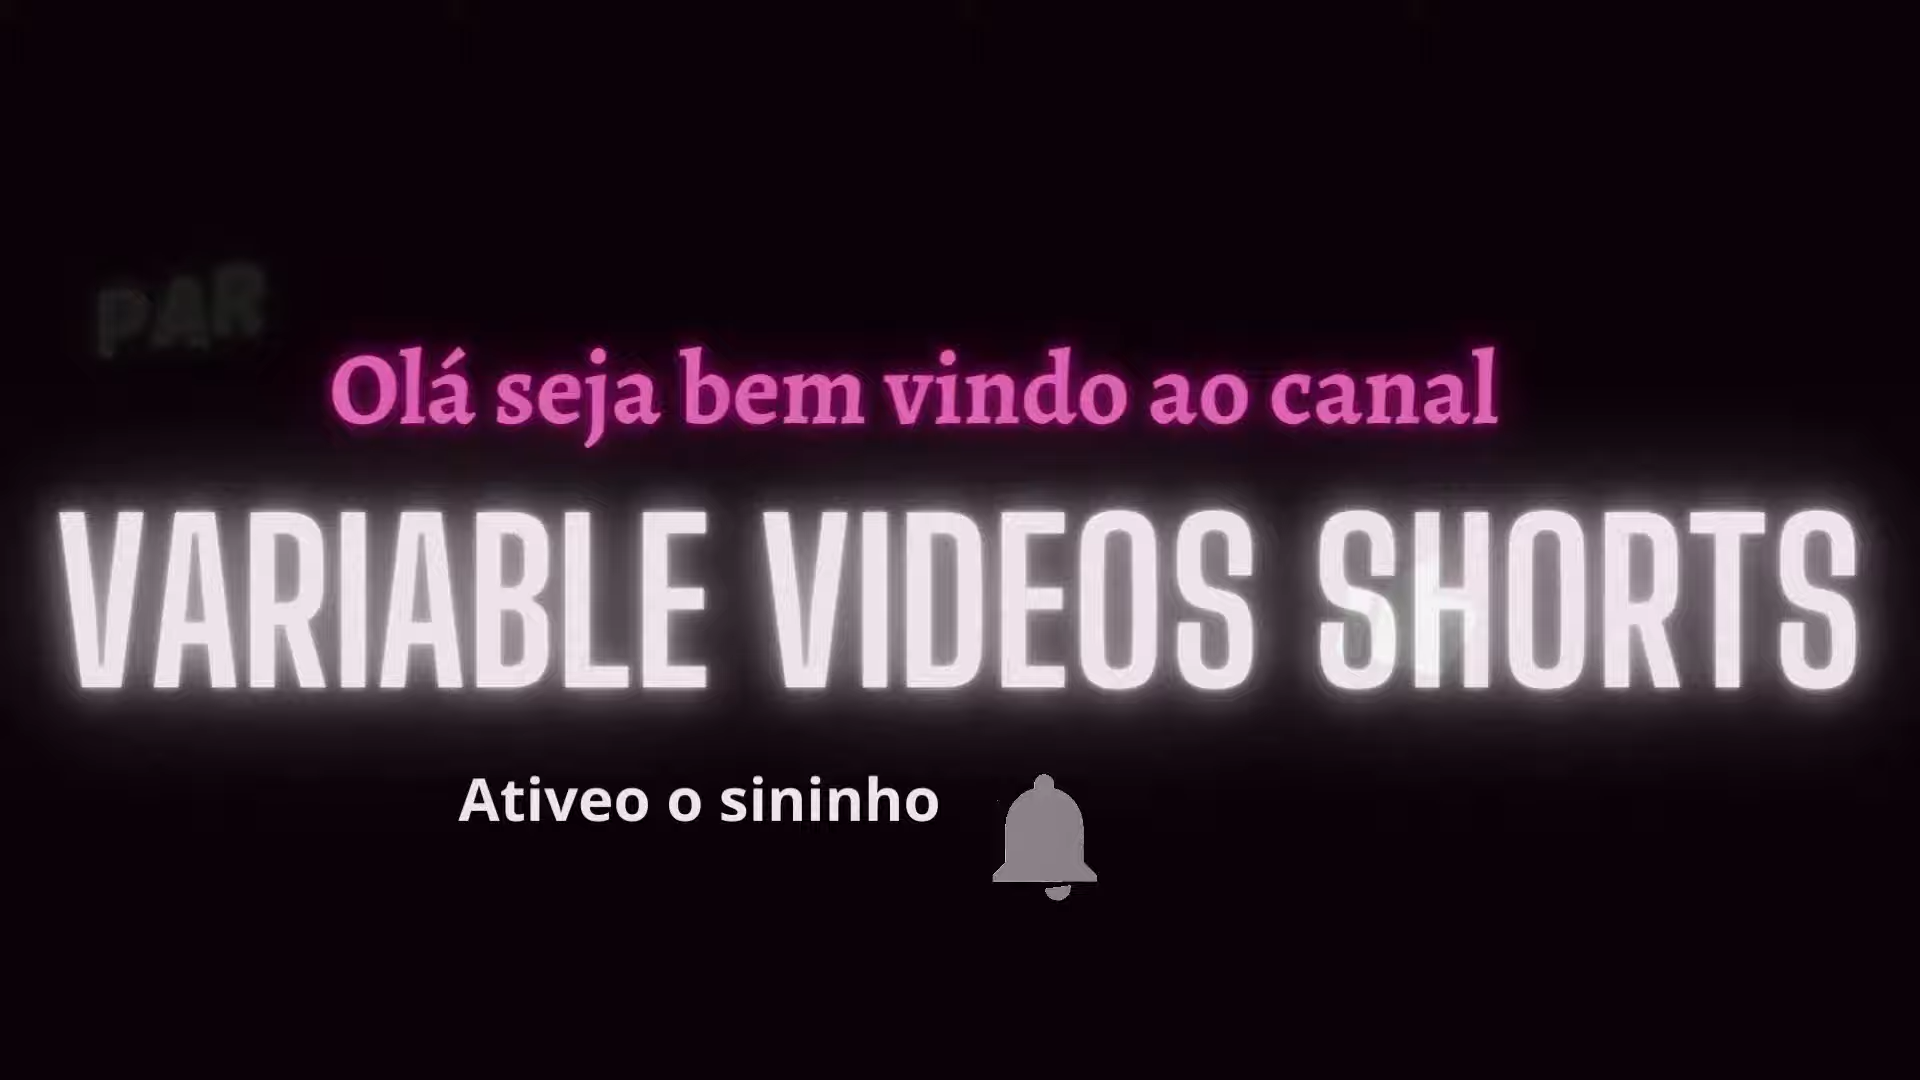 PAR
Olá seja bem vindo ao canal
VARIABLE VIDEOS SHORTS
Ativeo o sininho